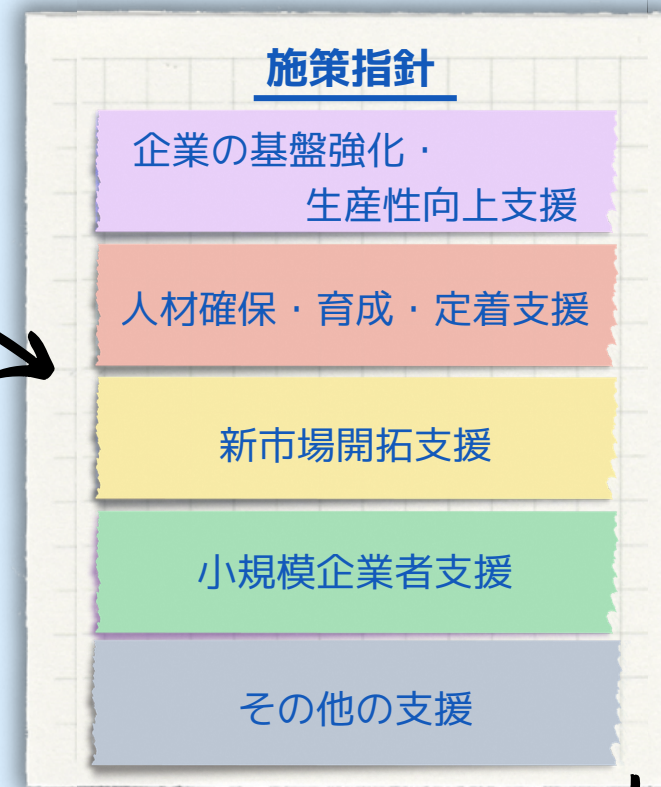 施策指針
企業の基盤強化・
生産性向上支援
人材確保・育成・定着支援
新市場開拓支援
小規模企業者支援
その他の支援